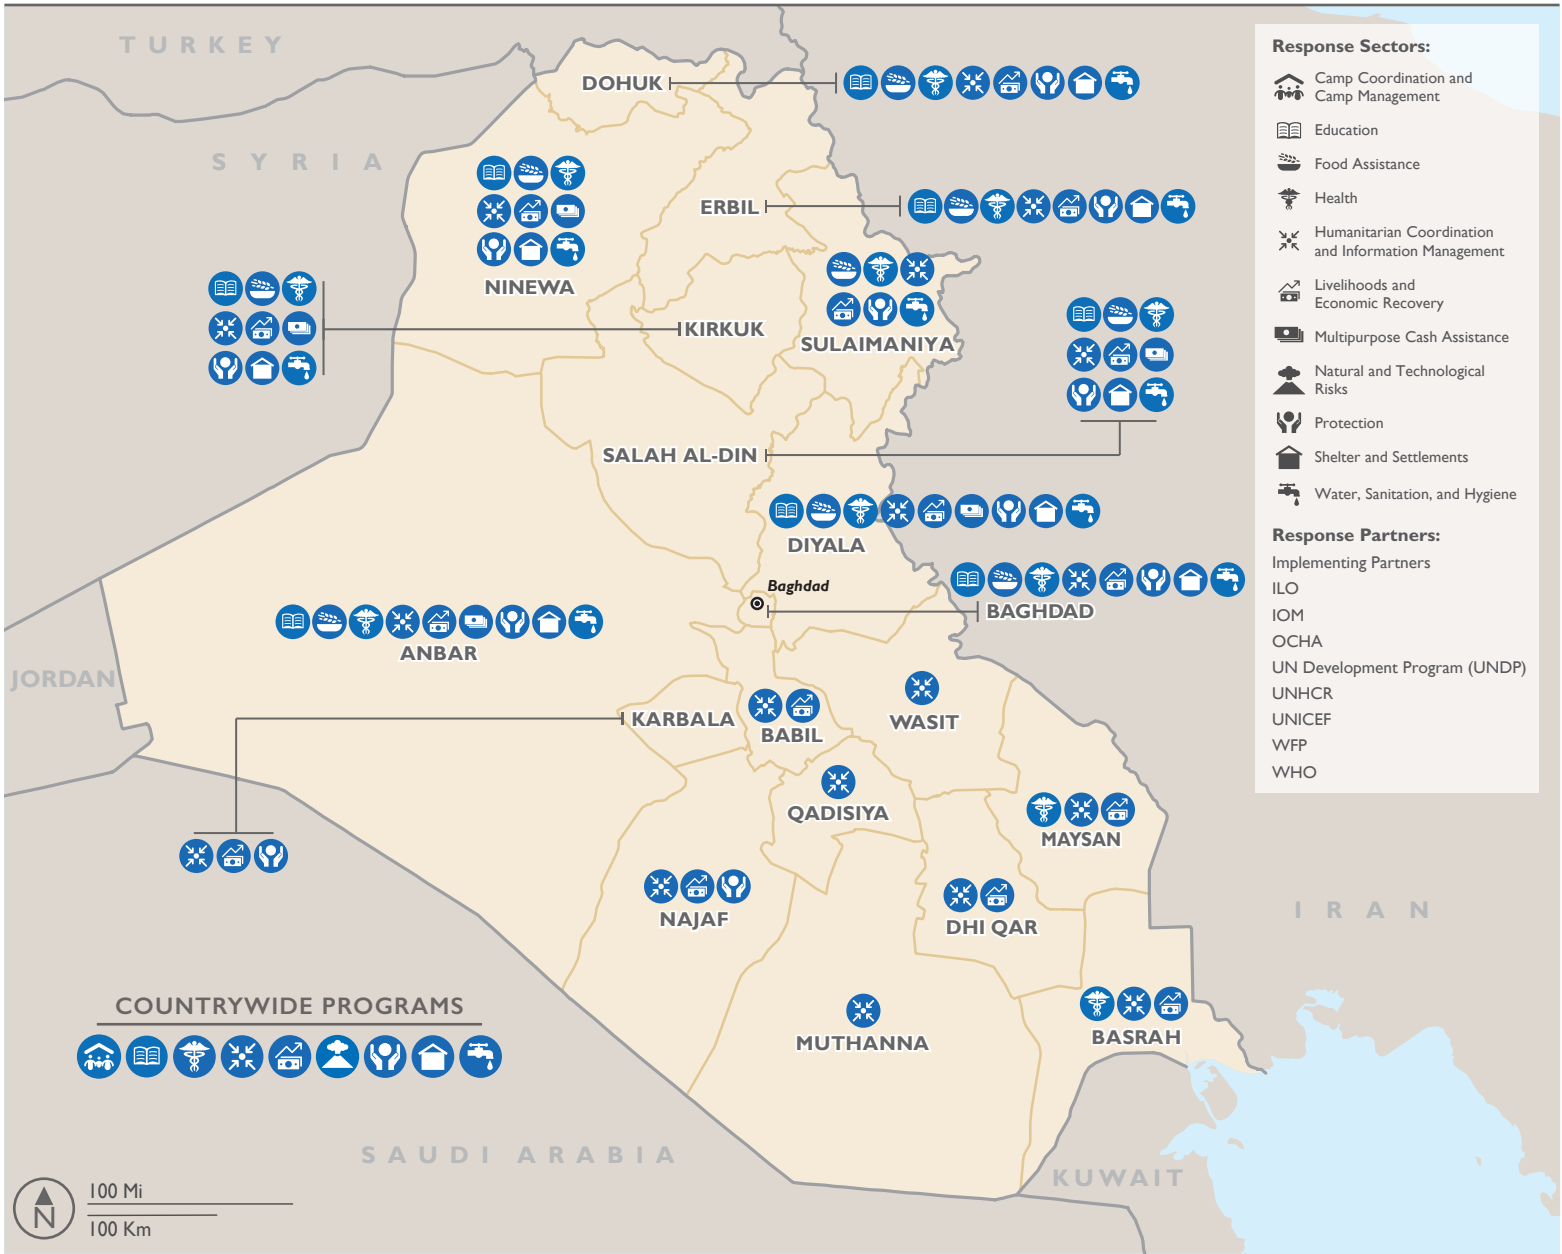 TURKEY
SYRIA
DOHUK
ERBIL
NINEWA
KIRKUK
SULAIMANIYA
SALAH AL-DIN
DIYALA
Baghdad
BAGHDAD
ANBAR
JORDAN
KARBALA
BABIL
WASIT
QADISIYA
MAYSAN
NAJAF
DHI QAR
IRAN
MUTHANNA
BASRAH
COUNTRYWIDE PROGRAMS
SAUDI ARABIA
KUWAIT
N
100 Mi
100 Km
Response Sectors:
Camp Coordination and
Camp Management
Education
Food Assistance
Health
Humanitarian Coordination
and Information Management
Livelihoods and
Economic Recovery
Multipurpose Cash Assistance
Natural and Technological
Risks
Protection
Shelter and Settlements
Water, Sanitation, and Hygiene
Response Partners:
Implementing Partners
ILO
IOM
OCHA
UN Development Program (UNDP)
UNHCR
UNICEF
WFP
WHO